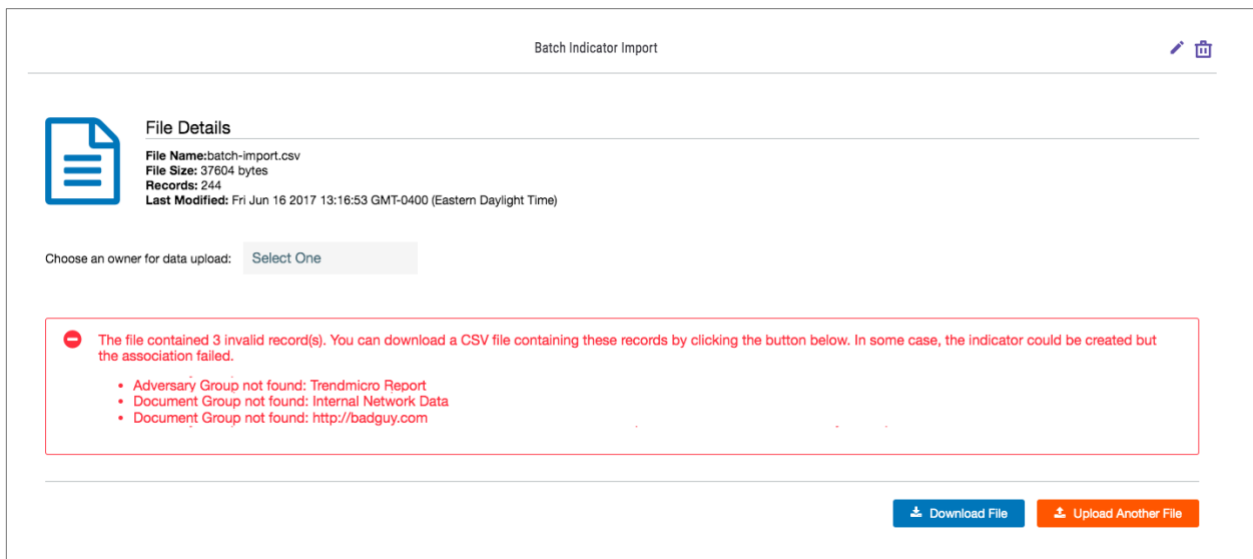 Batch Indicator Import
File Details
File Name:batch-import.csv
File Size: 37604 bytes
Records: 244
Last Modified: Fri Jun 16 2017 13:16:53 GMT-0400 (Eastern Daylight Time)
Choose an owner for data upload: Select One
The file contained 3 invalid record(s). You can download a CSV file containing these records by clicking the button below. In some case, the indicator could be created but
the association failed.
• Adversary Group not found: Trendmicro Report
• Document Group not found: Internal Network Data
• Document Group not found: http://badguy.com
Download File Upload Another File